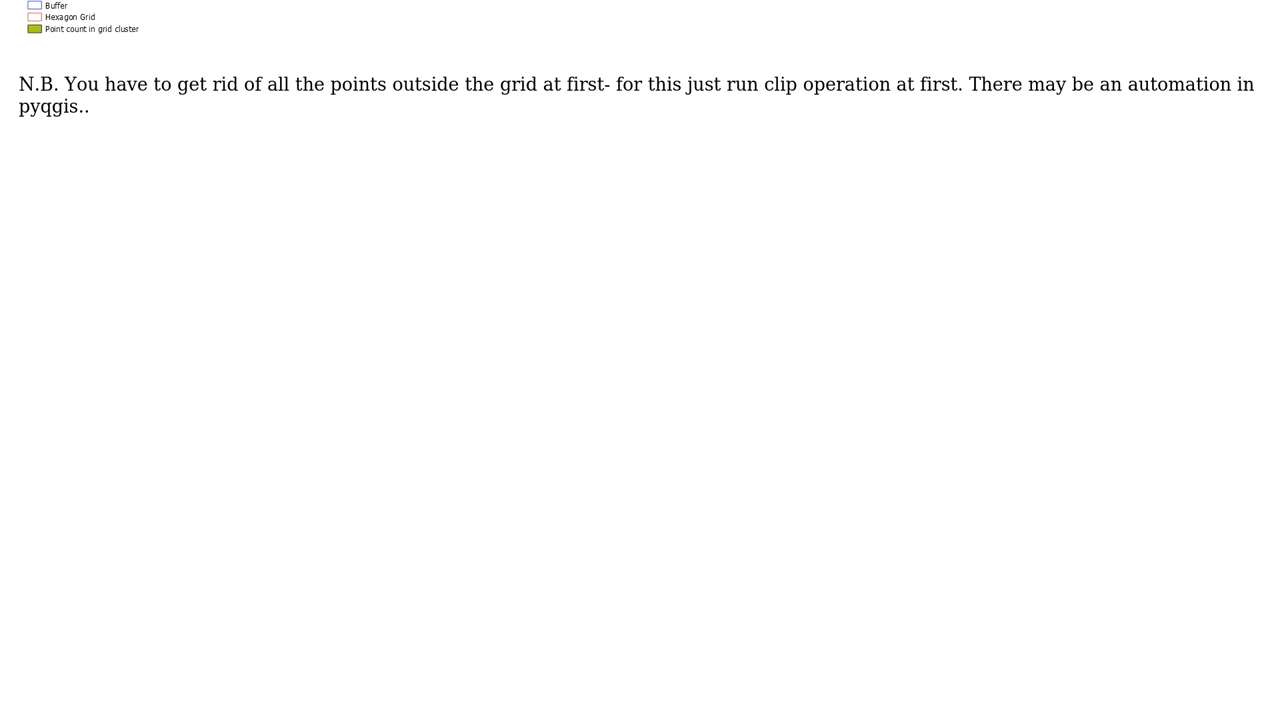 Buffer
Hexagon Grid
Point count in grid cluster
N.B. You have to get rid of all the points outside the grid at first- for this just run clip operation at first. There may be an automation in
pyqgis..